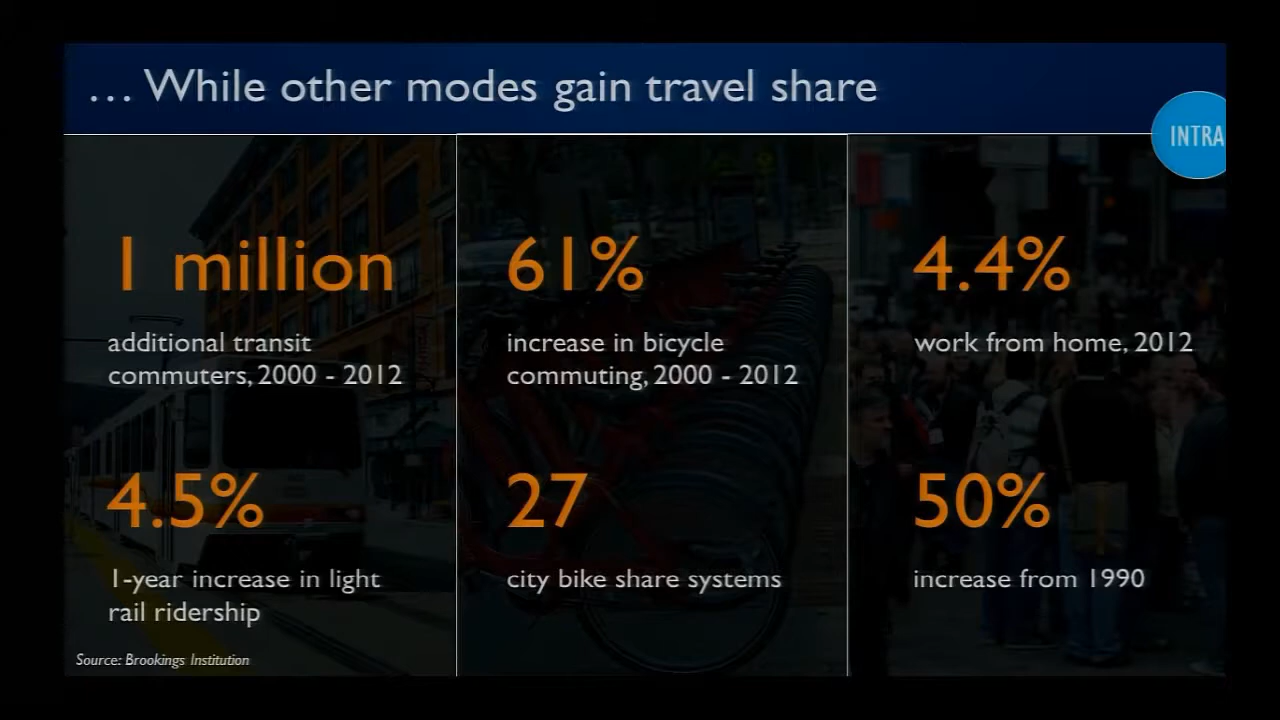 … While other modes gain travel share
INTRA
1 million
additional transit
commuters, 2000 - 2012
4.5%
1-year increase in light
rail ridership
61%
increase in bicycle
commuting, 2000 - 2012
27
city bike share systems
4.4%
work from home, 2012
50%
increase from 1990
Source: Brookings Institution